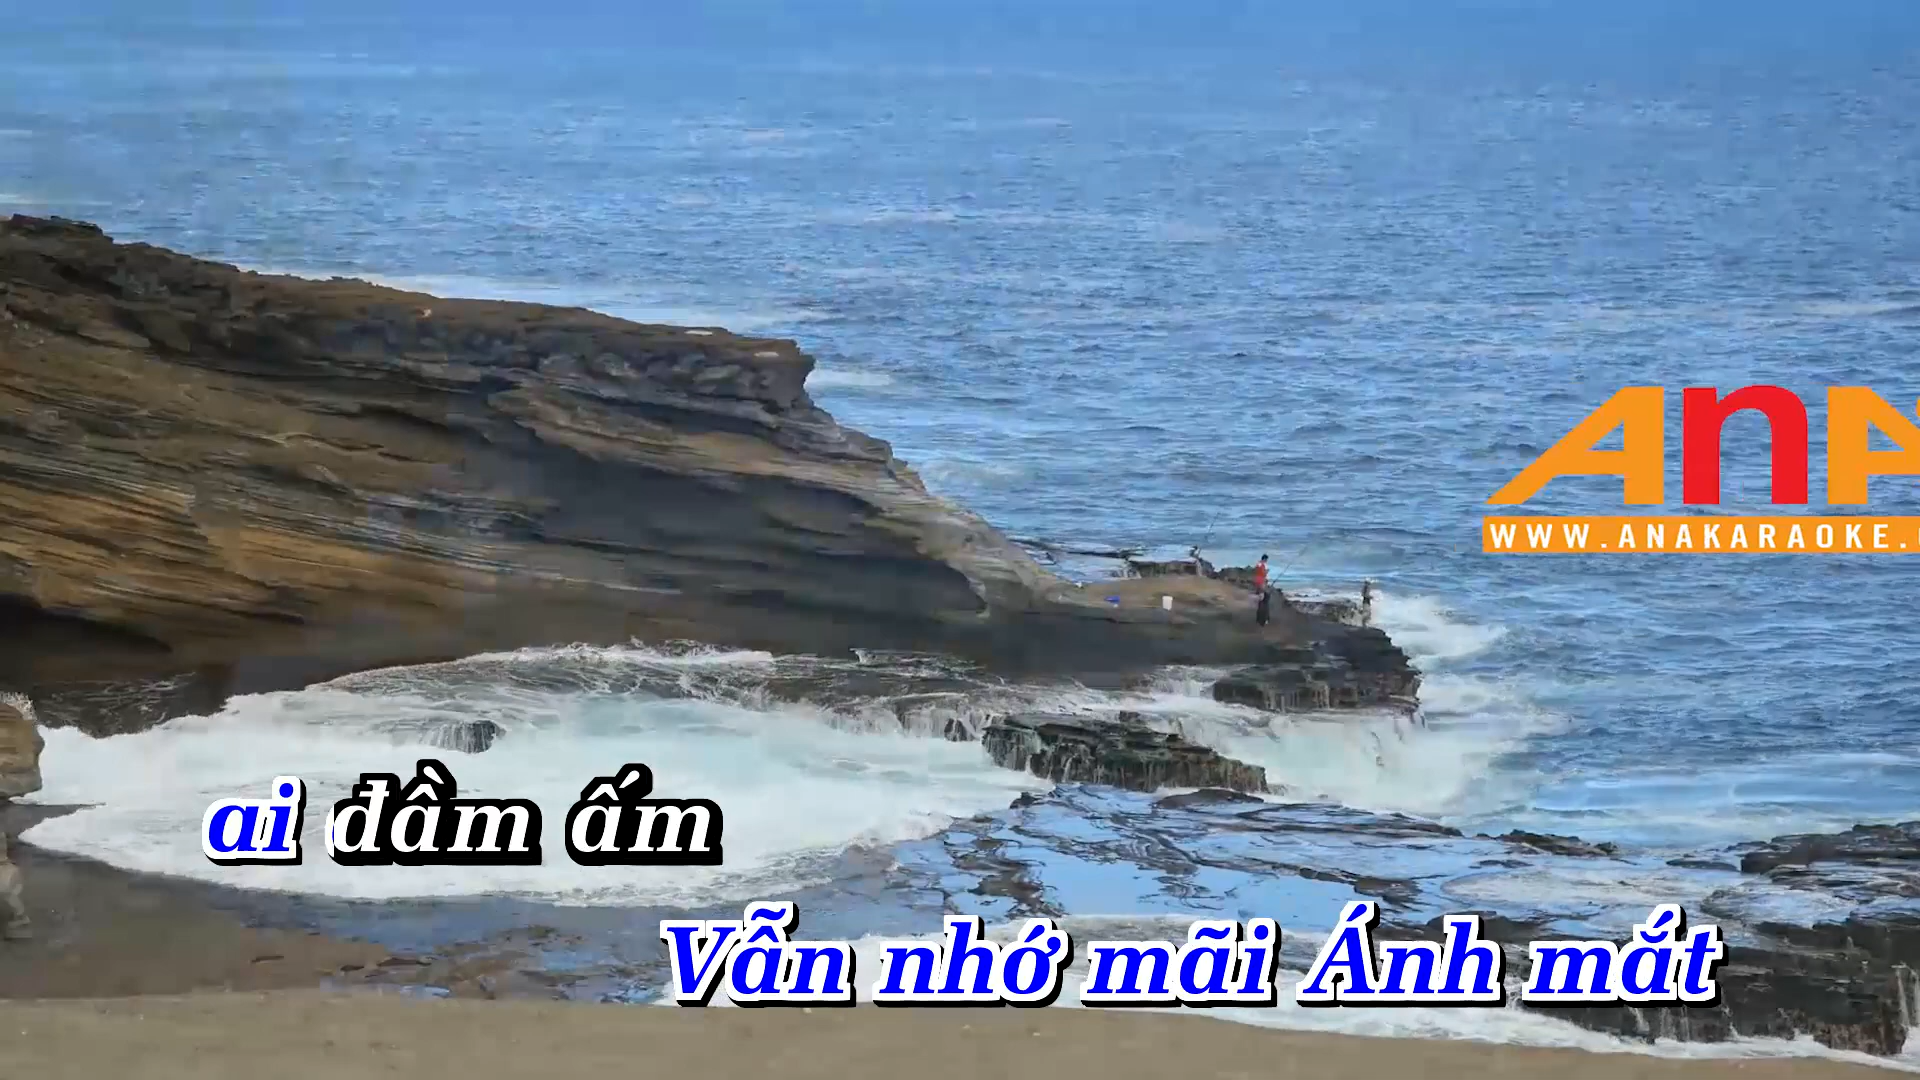 AnA
WWW.ANAKARAOKE.
ai đầm ấm
Vẫn nhớ mãi Ánh mắt